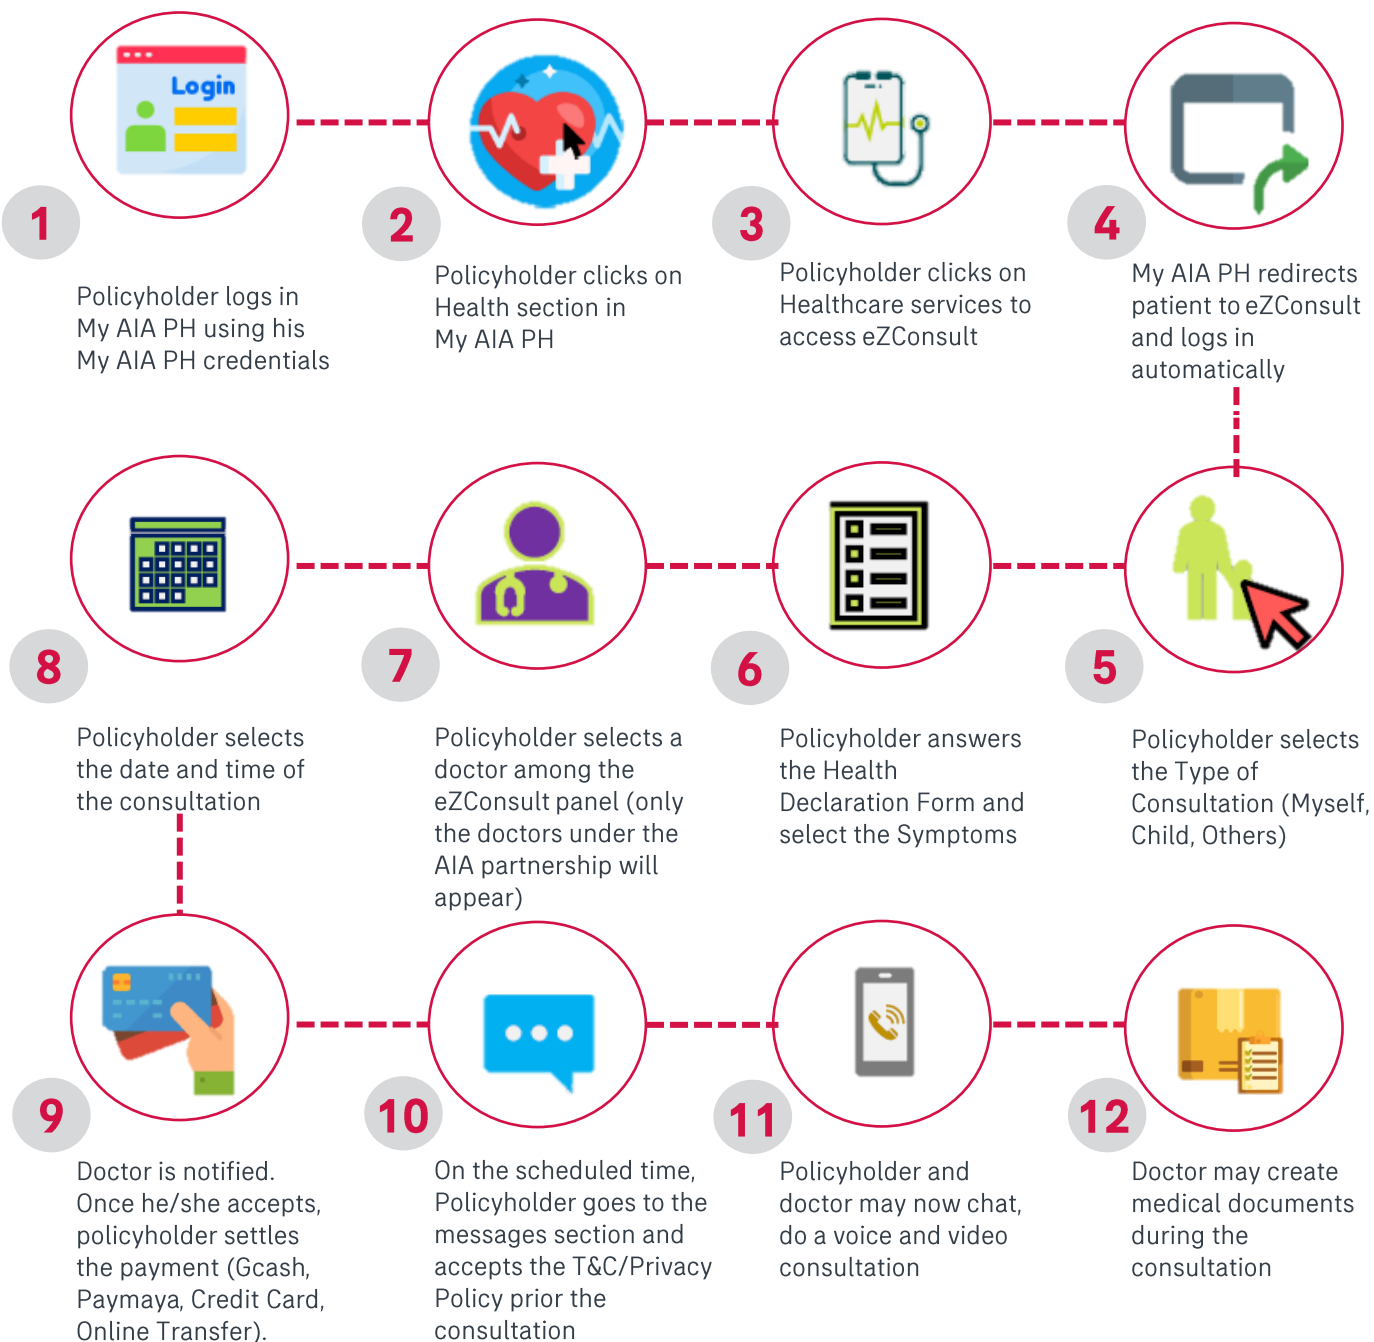 Login
1
Policyholder logs in
My AIA PH using his
My AIA PH credentials
2
Policyholder clicks on
Health section in
My AIA PH
3
Policyholder clicks on
Healthcare services to
access eZConsult
4
My AIA PH redirects
patient to eZConsult
and logs in
automatically
5
Policyholder selects
the Type of
Consultation (Myself,
Child, Others)
6
Policyholder answers
the Health
Declaration Form and
select the Symptoms
7
Policyholder selects a
doctor among the
eZConsult panel (only
the doctors under the
AIA partnership will
appear)
8
Policyholder selects
the date and time of
the consultation
9
Doctor is notified.
Once he/she accepts,
policyholder settles
the payment (Gcash,
Paymaya, Credit Card,
Online Transfer).
10
On the scheduled time,
Policyholder goes to the
messages section and
accepts the T&C/Privacy
Policy prior the
consultation
11
Policyholder and
doctor may now chat,
do a voice and video
consultation
12
Doctor may create
medical documents
during the
consultation